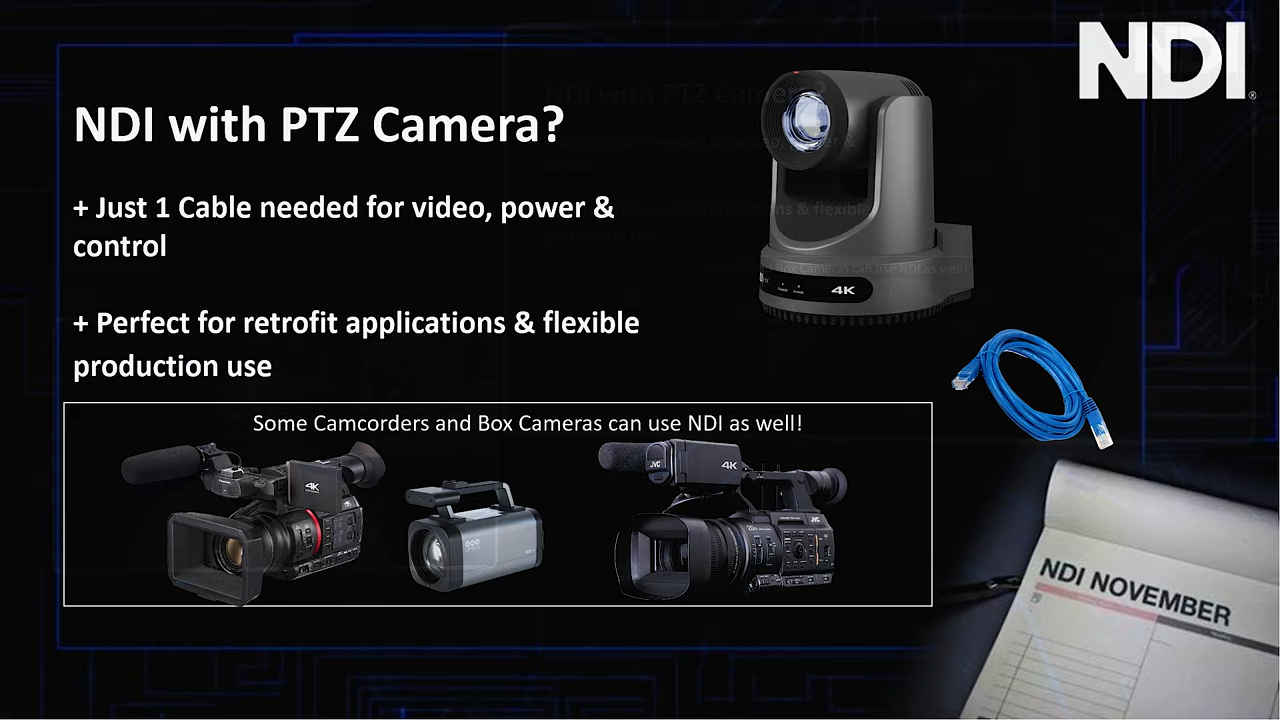 NDI®
NDI with PTZ Camera?
+ Just 1 Cable needed for video, power &
control
+ Perfect for retrofit applications & flexible
production use
4K
Some Camcorders and Box Cameras can use NDI as well!
4K
JVC
4K
JVC
NDI NOVEMBER